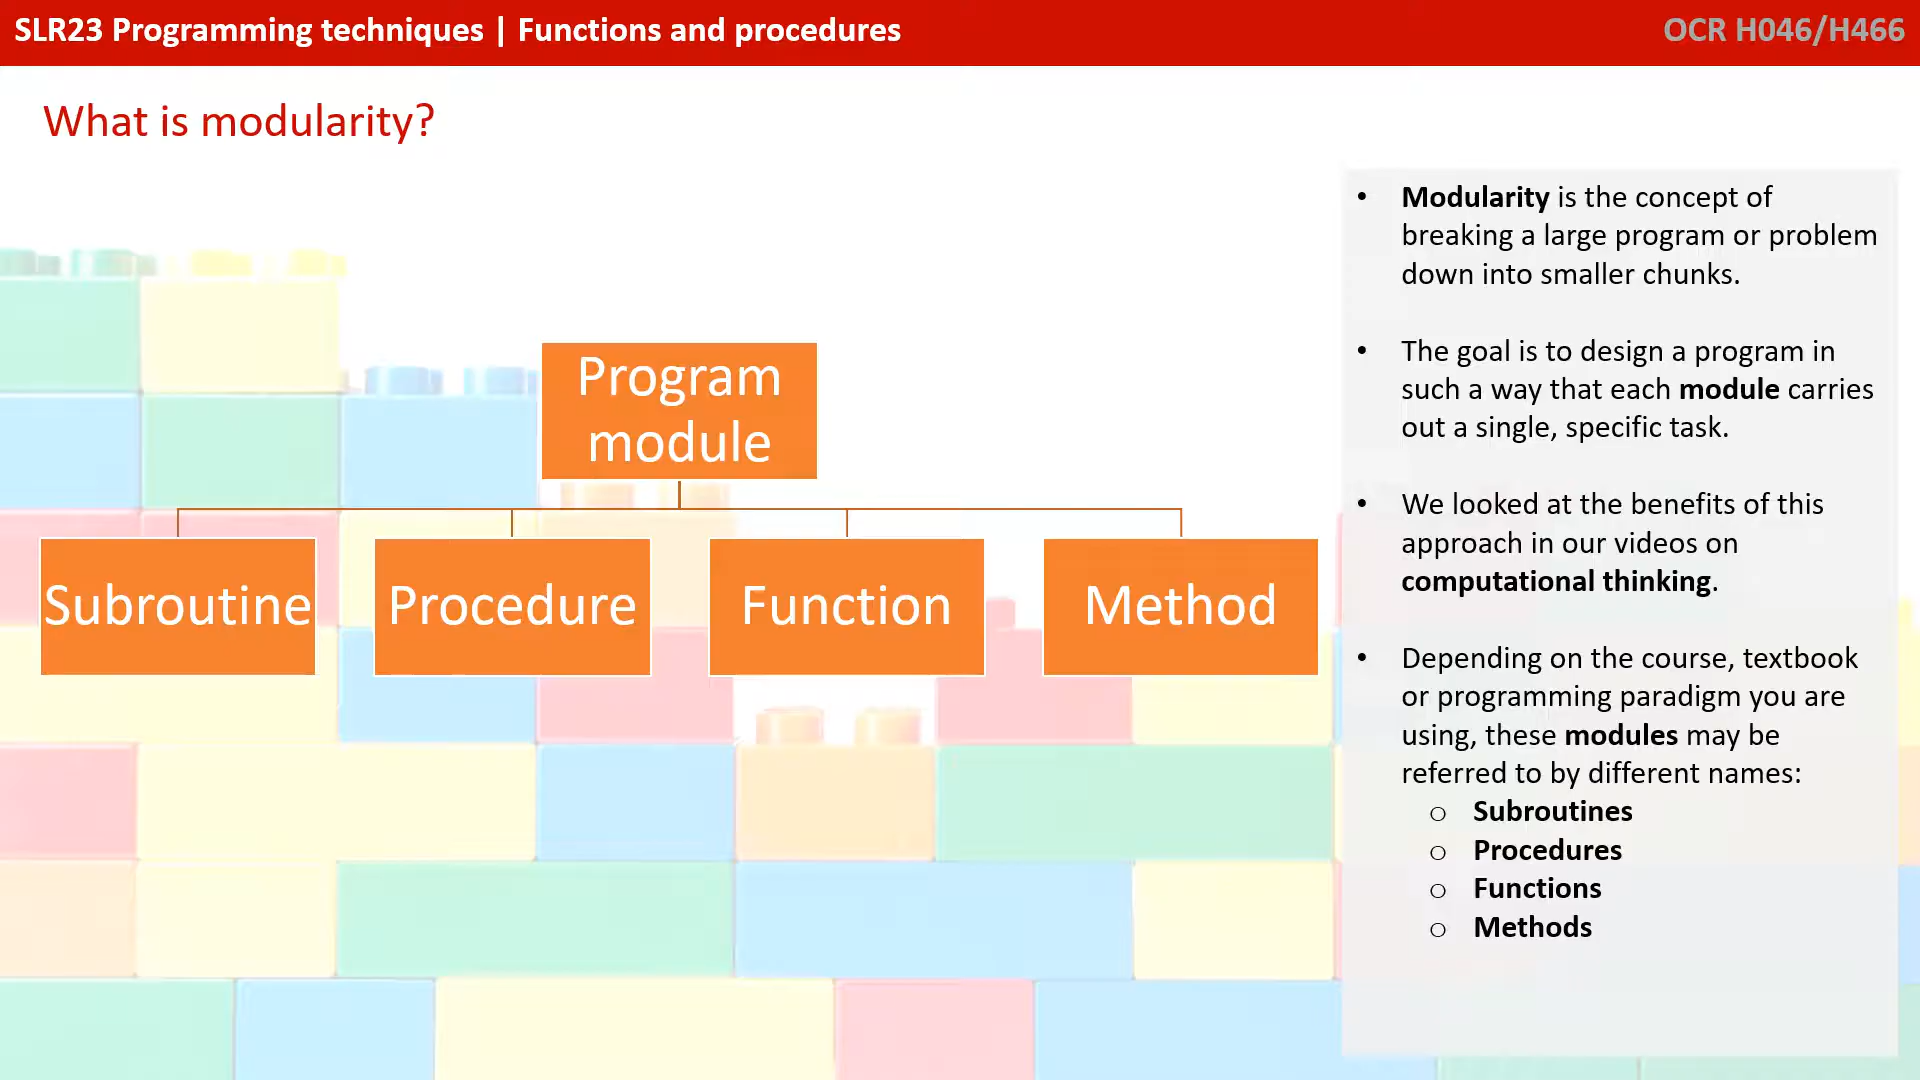 SLR23 Programming techniques | Functions and procedures
OCR H046/H466
What is modularity?
Program
module
Subroutine
Procedure
Function
Method
• Modularity is the concept of
breaking a large program or problem
down into smaller chunks.
• The goal is to design a program in
such a way that each module carries
out a single, specific task.
• We looked at the benefits of this
approach in our videos on
computational thinking.
• Depending on the course, textbook
or programming paradigm you are
using, these modules may be
referred to by different names:
o Subroutines
o Procedures
o Functions
o Methods